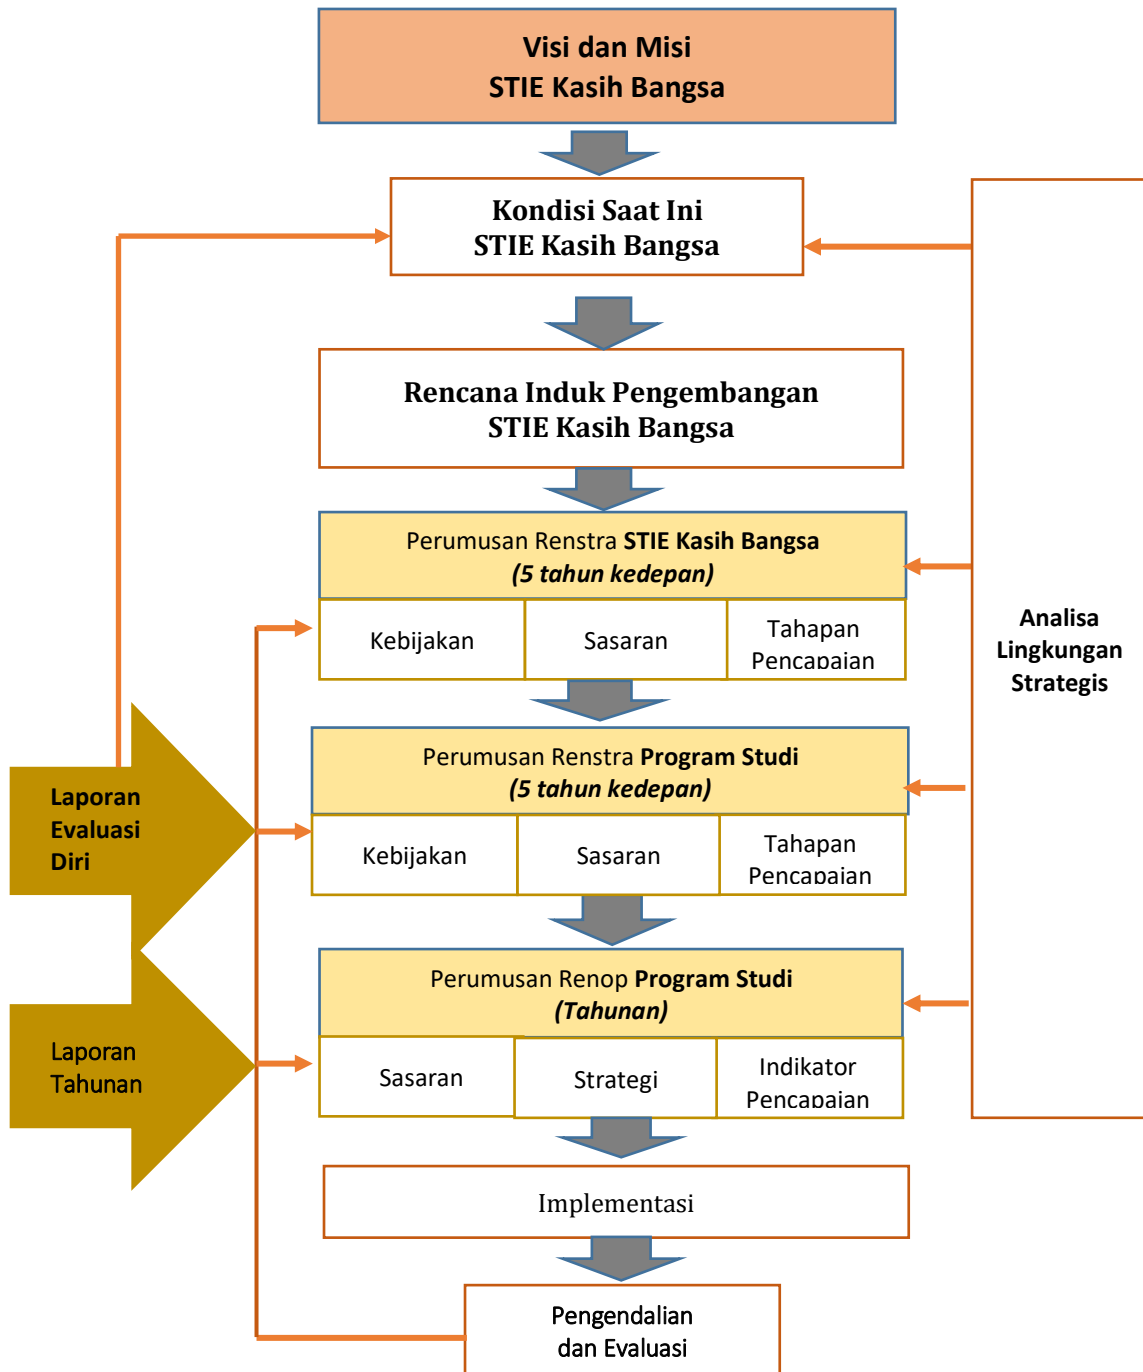 Visi dan Misi
STIE Kasih Bangsa
Kondisi Saat Ini
STIE Kasih Bangsa
Rencana Induk Pengembangan
STIE Kasih Bangsa
Perumusan Renstra STIE Kasih Bangsa
(5 tahun kedepan)
Kebijakan
Sasaran
Tahapan
Pencapaian
Analisa
Lingkungan
Strategis
Perumusan Renstra Program Studi
(5 tahun kedepan)
Kebijakan
Sasaran
Tahapan
Pencapaian
Laporan
Evaluasi
Diri
Perumusan Renop Program Studi
(Tahunan)
Sasaran
Strategi
Indikator
Pencapaian
Laporan
Tahunan
Implementasi
Pengendalian
dan Evaluasi